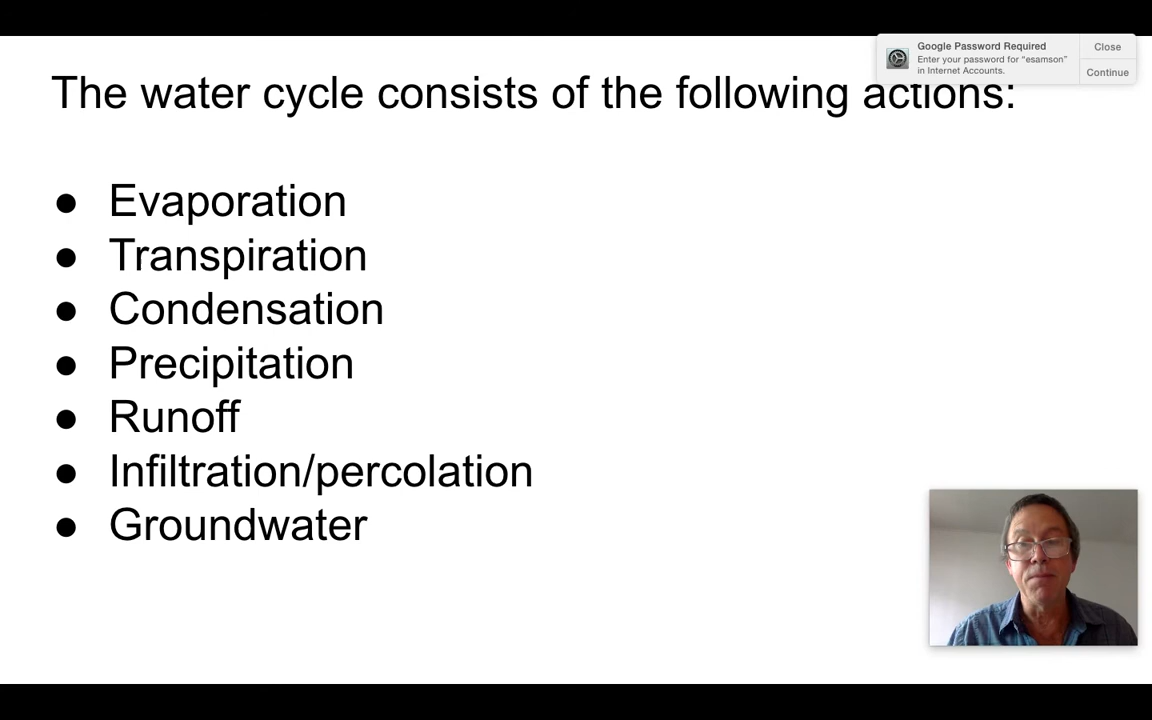 Google Password Required
Close
Enter your password for "esamson"
in Internet Accounts.
Continue
The water cycle consists of the following actions:
● Evaporation
● Transpiration
● Condensation
● Precipitation
● Runoff
● Infiltration/percolation
● Groundwater